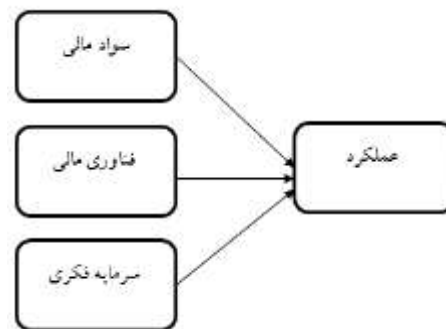 سواد مالی
فناوری مالی
عملکرد
سرمایه فکری